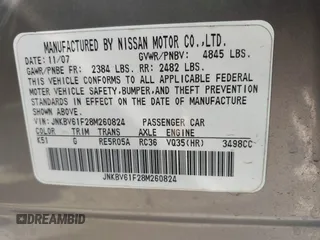 MANUFACTURED BY NISSAN MOTOR CO.,LTD.
DATE: 11/07 GVWR/PNBV: 4845 LBS.
GAWR/PNBE FR: 2384 LBS. RR: 2482 LBS.
THIS VEHICLE CONFORMS TO ALL APPLICABLE FEDERAL
MOTOR VEHICLE SAFETY, BUMPER, AND THEFT PREVENTION
STANDARDS IN EFFECT ON THE DATE OF MANUFACTURE
SHOWN ABOVE.
VIN: JNKBV61F28M260824 PASSENGER CAR
COLOR TRIM TRANS AXLE ENGINE
K51 G RE5R05A RC36 VQ35(HR) 3498CC
JNKBV61F28M260824
DREAMBID